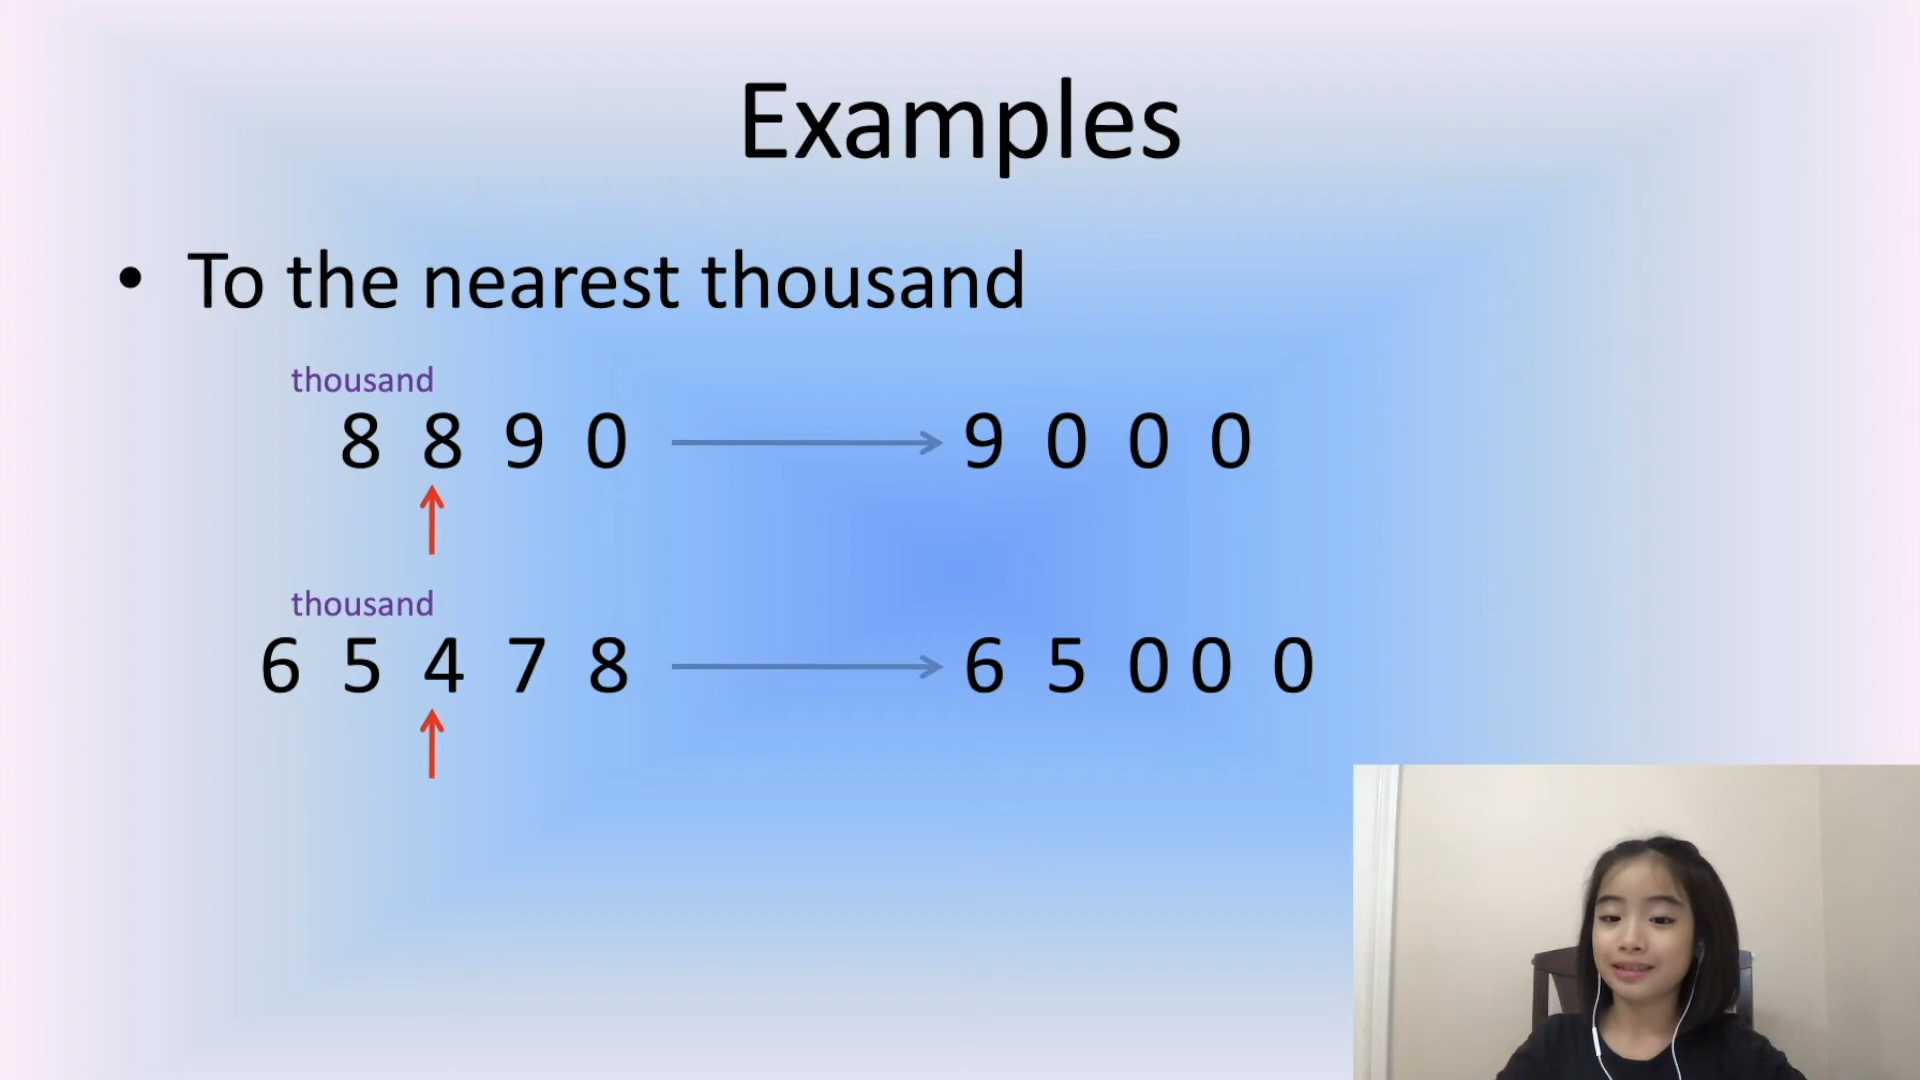 Examples
• To the nearest thousand
thousand
8 8 9 0 → 9 0 0 0
thousand
6 5 4 7 8 → 6 5 0 0 0